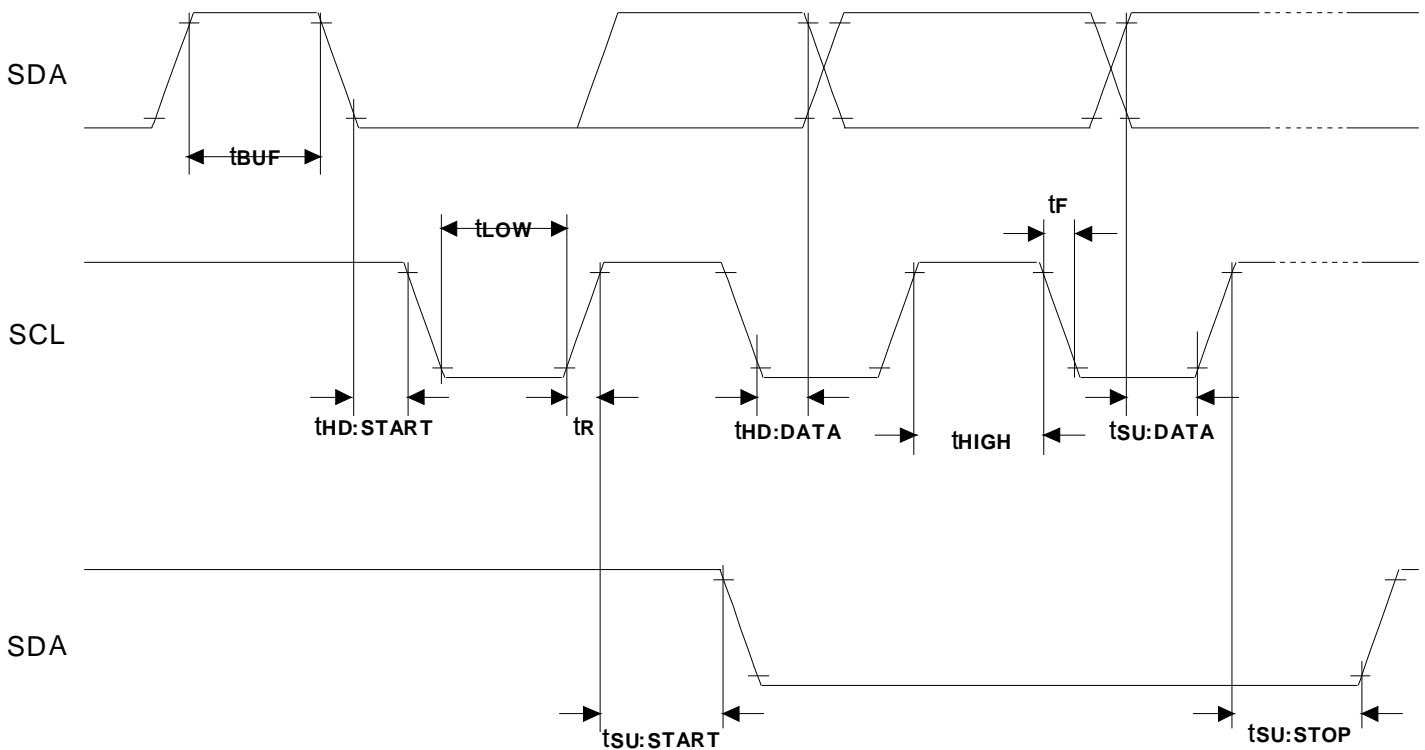 SDA
tBUF
tF
tLOW
SCL
tHD:START
tR
tHD:DATA
tHIGH
tSU:DATA
SDA
tSU:START
tSU:STOP